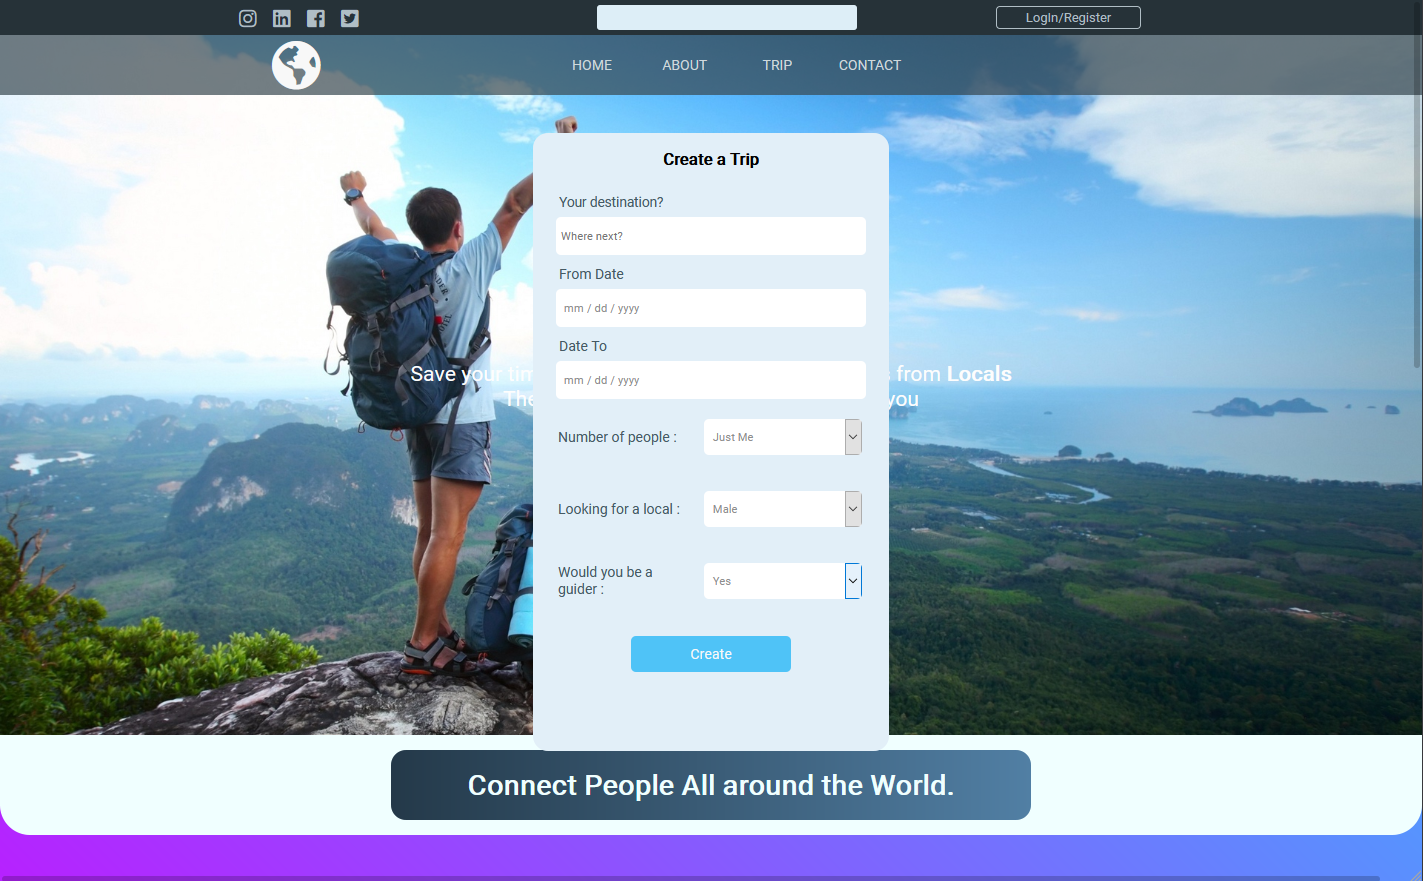 LogIn/Register
HOME ABOUT TRIP CONTACT
Create a Trip
Your destination?
Where next?
From Date
mm / dd / yyyy
Date To
mm / dd / yyyy
Save your tim
s from Locals
The
you
Number of people :
Just Me
Looking for a local :
Male
Would you be a
guider :
Yes
Create
Connect People All around the World.